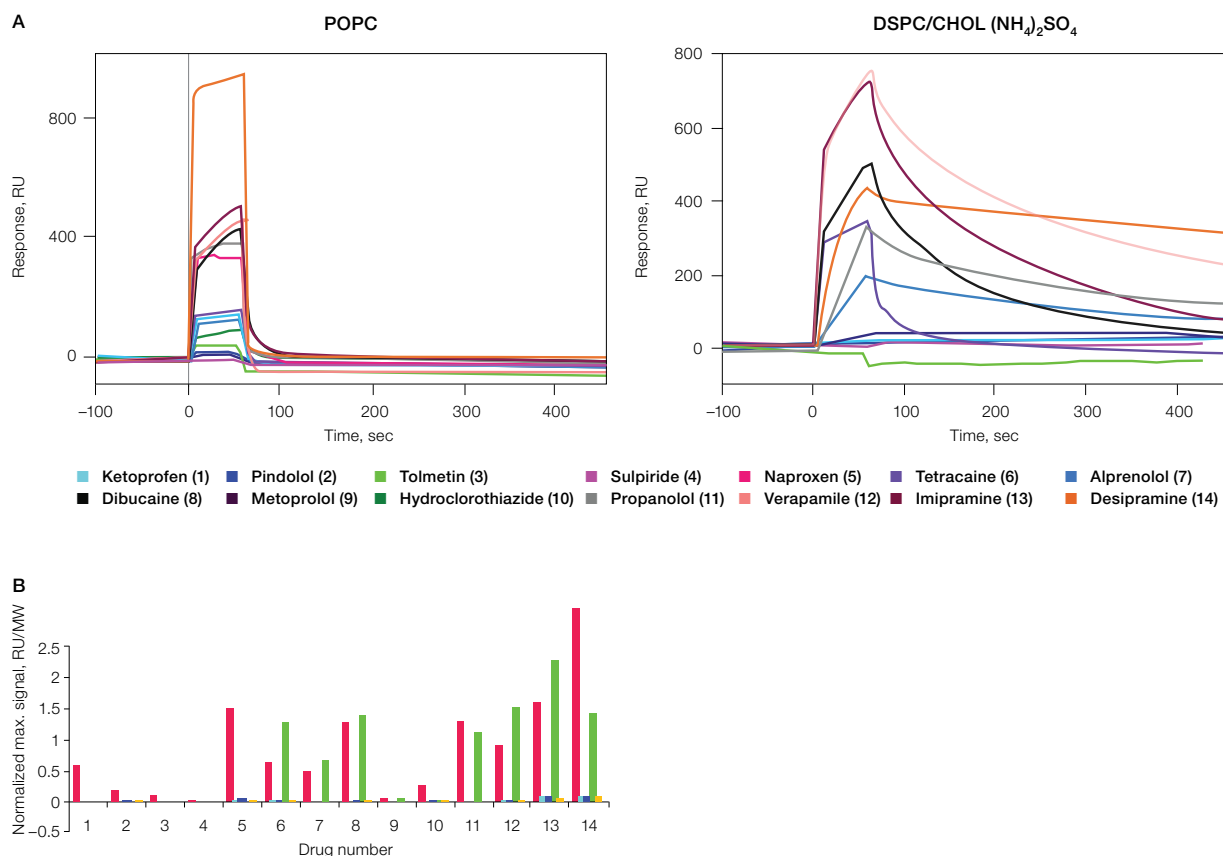 A
POPC
DSPC/CHOL (NH₄)₂SO₄
Response, RU
800
400
0
−100 0 100 200 300 400
Time, sec
Response, RU
800
600
400
200
0
−100 0 100 200 300 400
Time, sec
Ketoprofen (1) Pindolol (2) Tolmetin (3) Sulpiride (4) Naproxen (5) Tetracaine (6) Alprenolol (7)
Dibucaine (8) Metoprolol (9) Hydroclorothiazide (10) Propanolol (11) Verapamile (12) Imipramine (13) Desipramine (14)
B
Normalized max. signal, RU/MW
2.5
2
1.5
1
0.5
0
−0.5
1 2 3 4 5 6 7 8 9 10 11 12 13 14
Drug number